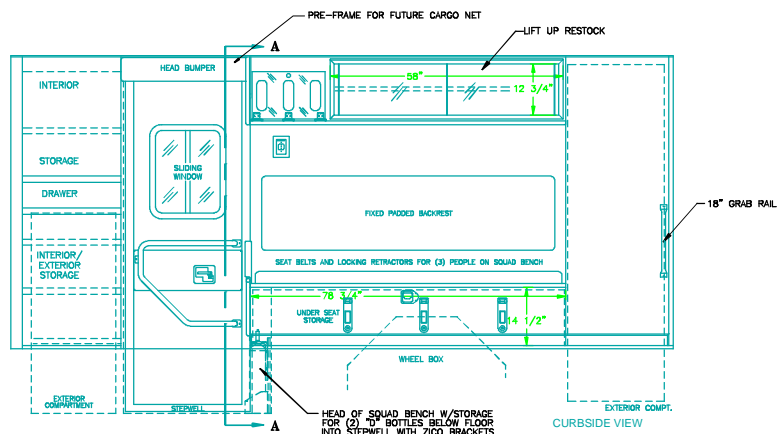 PRE-FRAME FOR FUTURE CARGO NET
A
LIFT UP RESTOCK
HEAD BUMPER
58"
12 3/4"
INTERIOR
STORAGE
SLIDING
WINDOW
DRAWER
FIXED PADDED BACKREST
18" GRAB RAIL
INTERIOR/
EXTERIOR
STORAGE
SEAT BELTS AND LOCKING RETRACTORS FOR (3) PEOPLE ON SQUAD BENCH
78 3/4"
UNDER SEAT
STORAGE
14 1/2"
WHEEL BOX
EXTERIOR
COMPARTMENT
STEPWELL
EXTERIOR COMPT.
A
HEAD OF SQUAD BENCH W/STORAGE
FOR (2) "D" BOTTLES BELOW FLOOR
INTO STEPWELL WITH ZICO BRACKETS
CURBSIDE VIEW